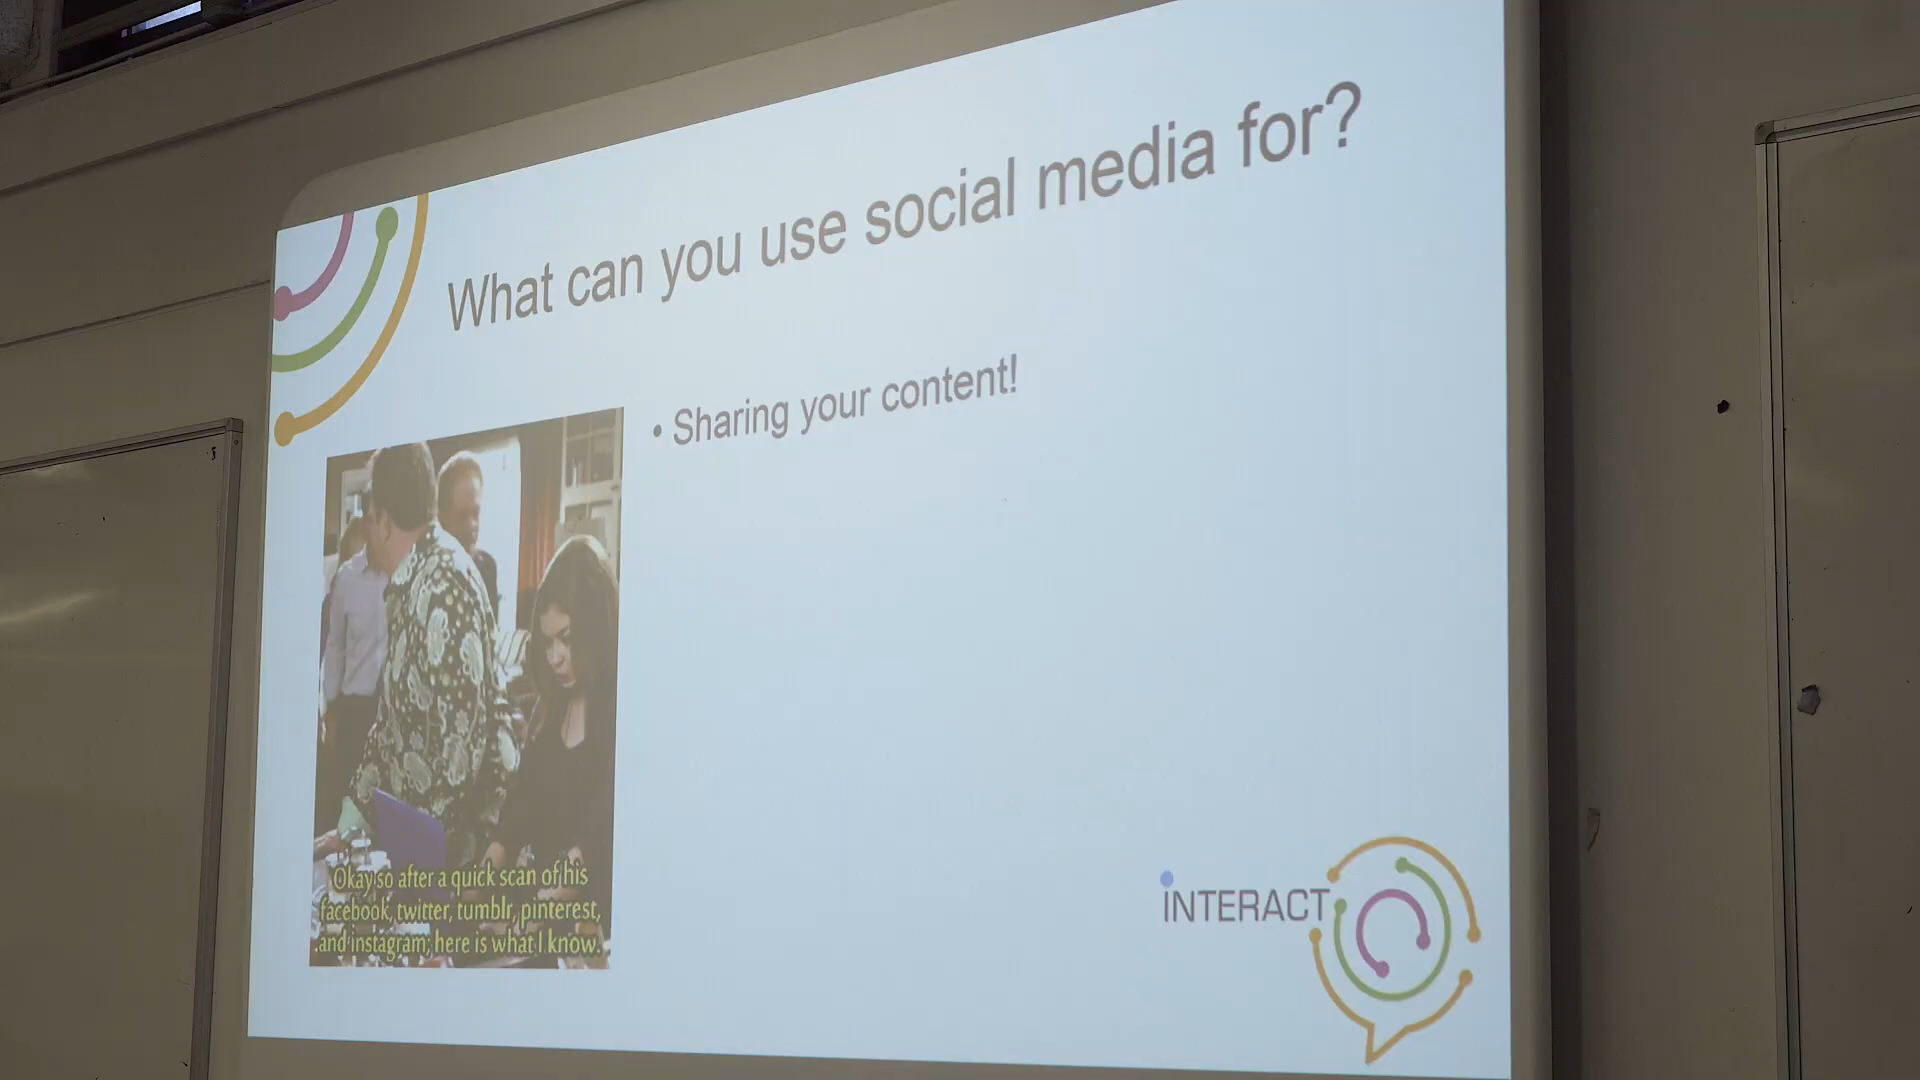 What can you use social media for?
• Sharing your content!
Okay so after a quick scan of his
facebook, twitter, tumblr, pinterest,
and instagram; here is what I know.
INTERACT